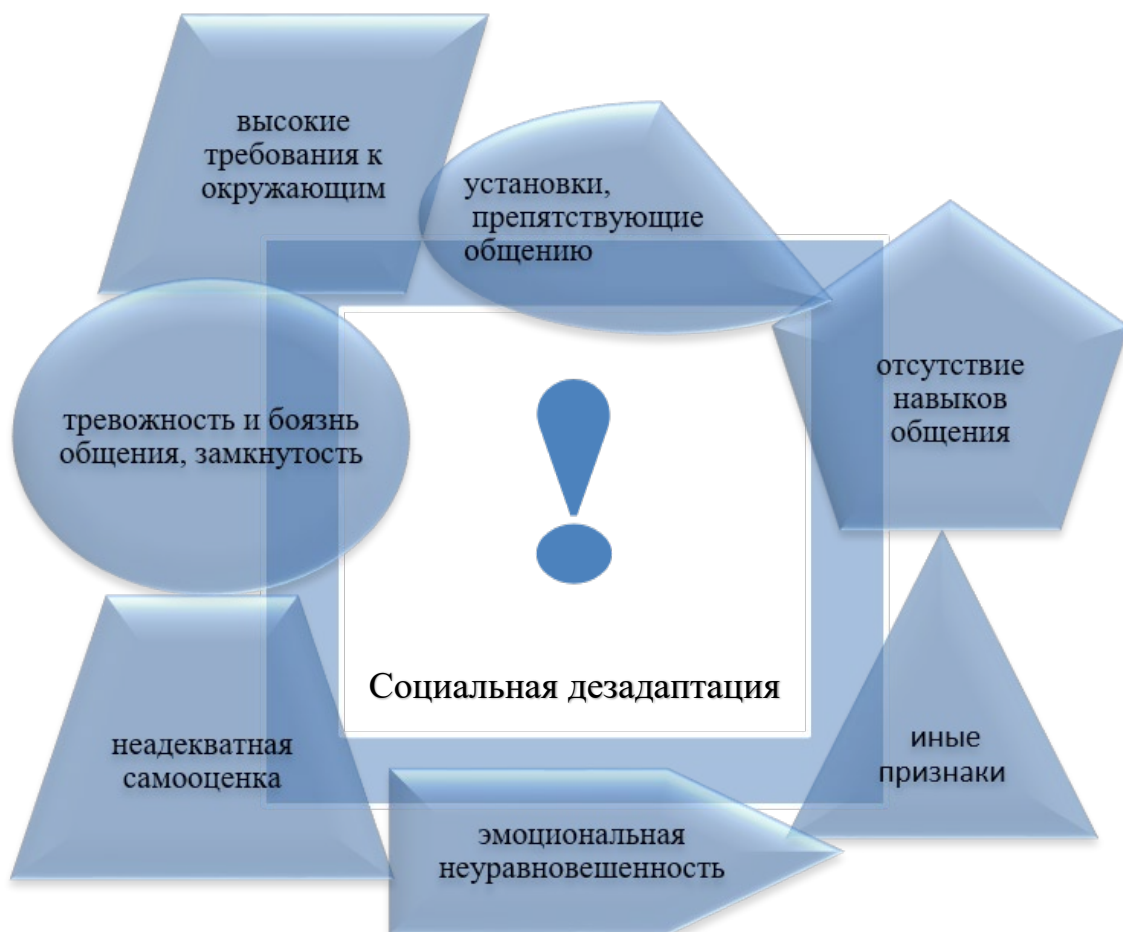 высокие
требования к
окружающим
установки,
препятствующие
общению
отсутствие
навыков
общения
тревожность и боязнь
общения, замкнутость
Социальная дезадаптация
неадекватная
самооценка
иные
признаки
эмоциональная
неуравновешенность